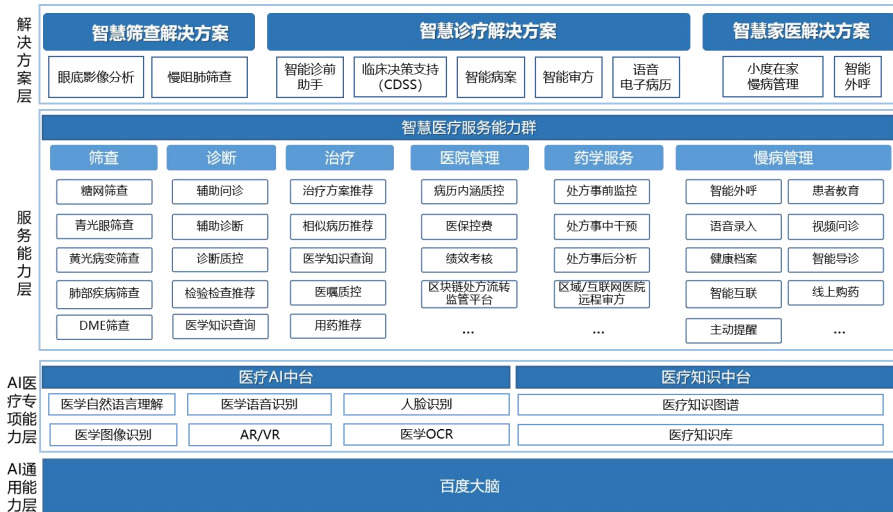 解决方案层
智慧筛查解决方案
智慧诊疗解决方案
智慧家医解决方案
眼底影像分析
慢阻肺筛查
智能诊前
助手
临床决策支持
(CDSS)
智能病案
智能审方
语音
电子病历
小度在家
慢病管理
智能
外呼
服务能力层
智慧医疗服务能力群
筛查
诊断
治疗
医院管理
药学服务
慢病管理
糖网筛查
辅助问诊
治疗方案推荐
病历内涵质控
处方事前监控
智能外呼
患者教育
青光眼筛查
辅助诊断
相似病历推荐
医保控费
处方事中干预
语音录入
视频问诊
黄光病变筛查
诊断质控
医学知识查询
绩效考核
处方事后分析
健康档案
智能导诊
肺部疾病筛查
检验检查推荐
医嘱质控
区块链处方流转
监管平台
区域/互联网医院
远程审方
智能互联
线上购药
DME筛查
医学知识查询
用药推荐
...
...
主动提醒
...
AI医疗专项能力层
医疗AI中台
医疗知识中台
医学自然语言理解
医学语音识别
人脸识别
医疗知识图谱
医学图像识别
AR/VR
医学OCR
医疗知识库
AI通用能力层
百度大脑